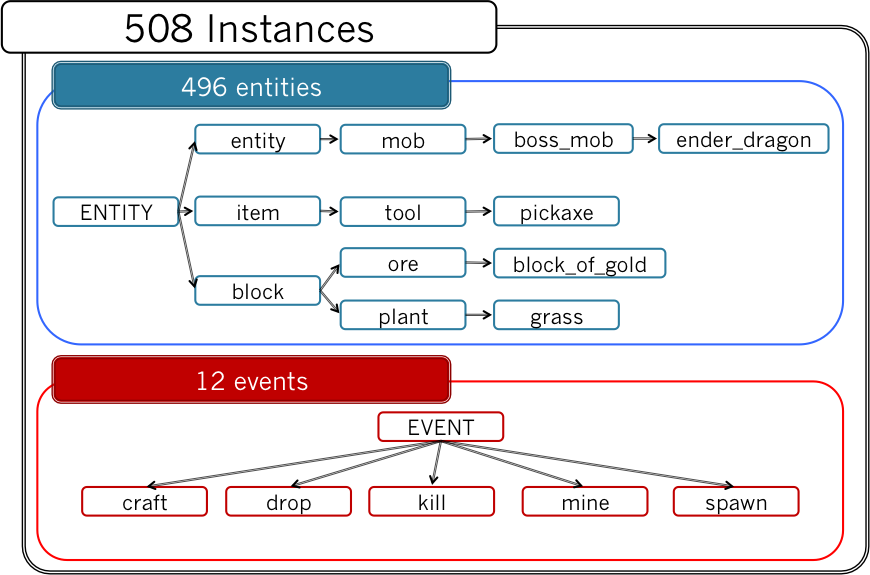 508 Instances
496 entities
entity
mob
boss_mob
ender_dragon
ENTITY
item
tool
pickaxe
block
ore
block_of_gold
plant
grass
12 events
EVENT
craft
drop
kill
mine
spawn